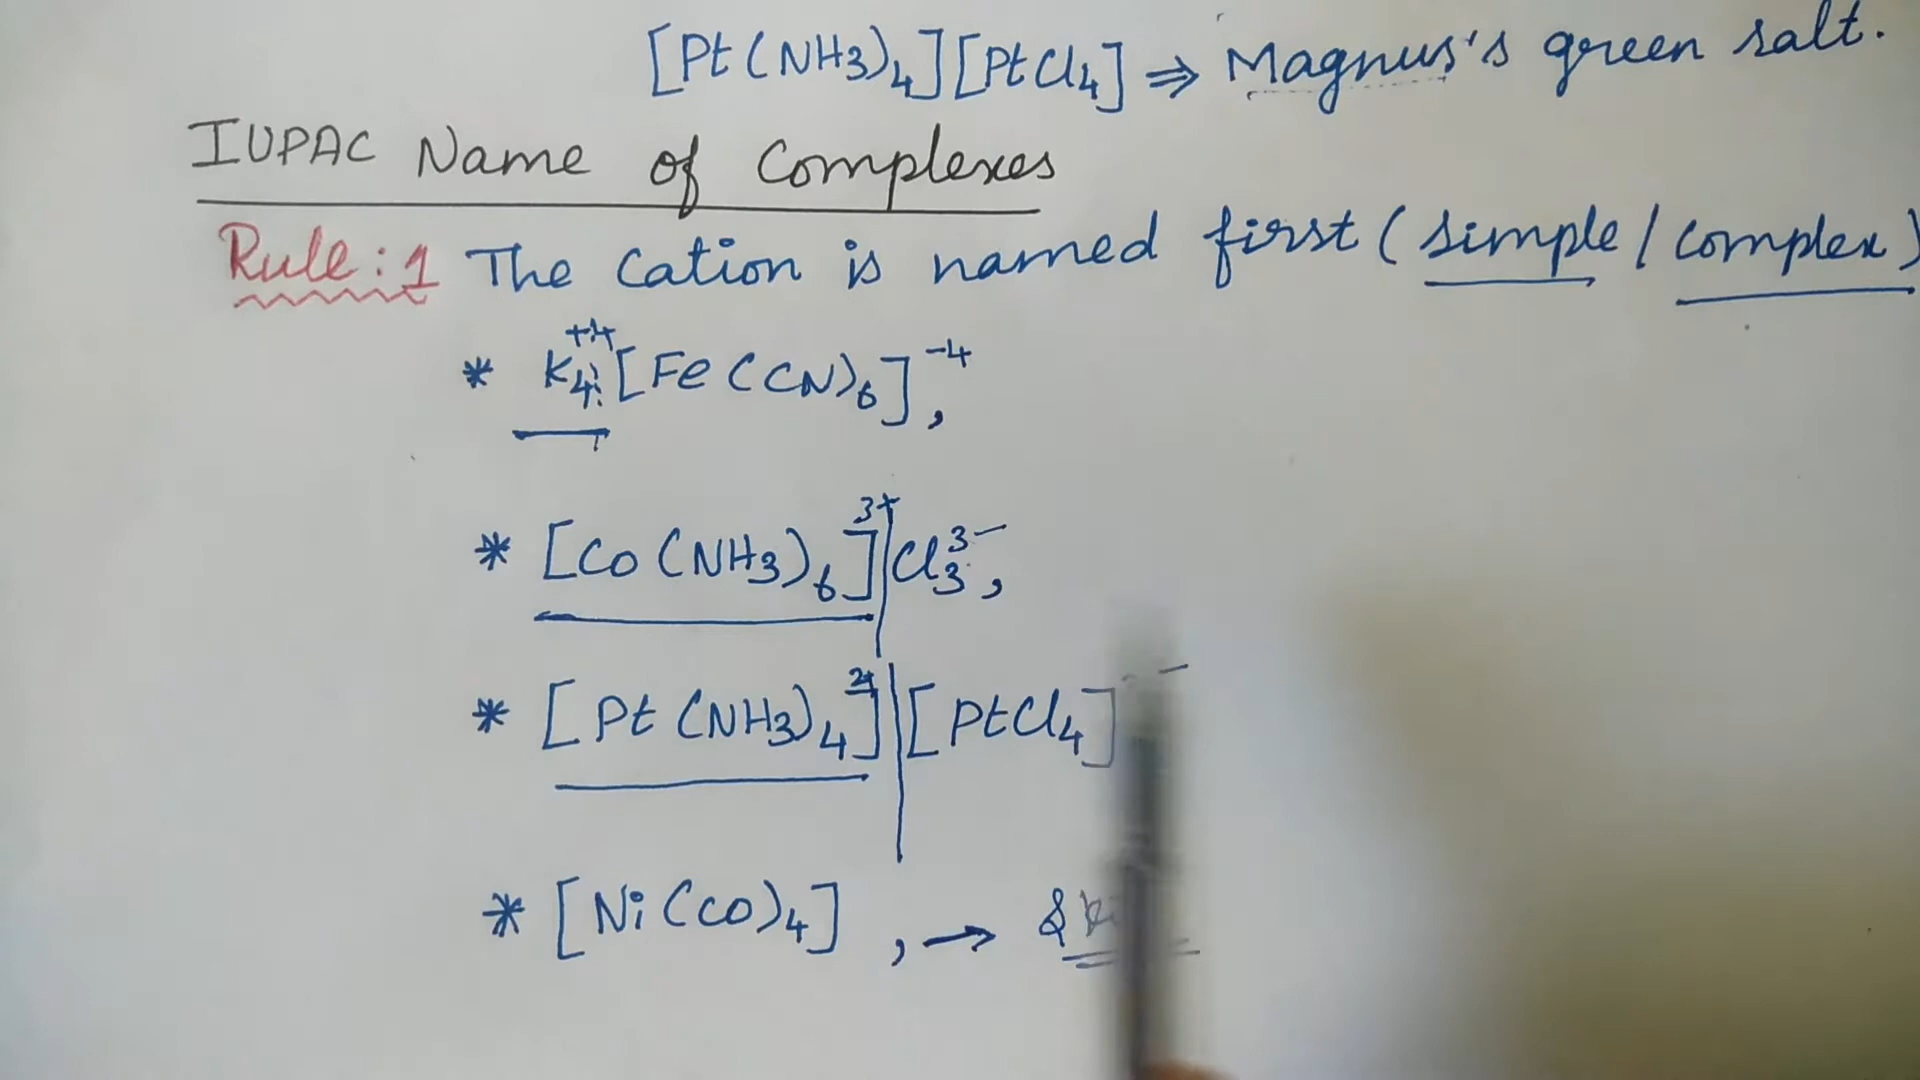 [Pt(NH3)4][PtCl4] ⇒ Magnus's green salt.
IUPAC Name of Complexes
Rule:1 The Cation is named first (simple/complex)
* K4+4[Fe(CN)6]-4,
* [Co(NH3)6]3+|Cl33-,
* [Pt(NH3)4]2+|[PtCl4]
* [Ni(CO)4], →